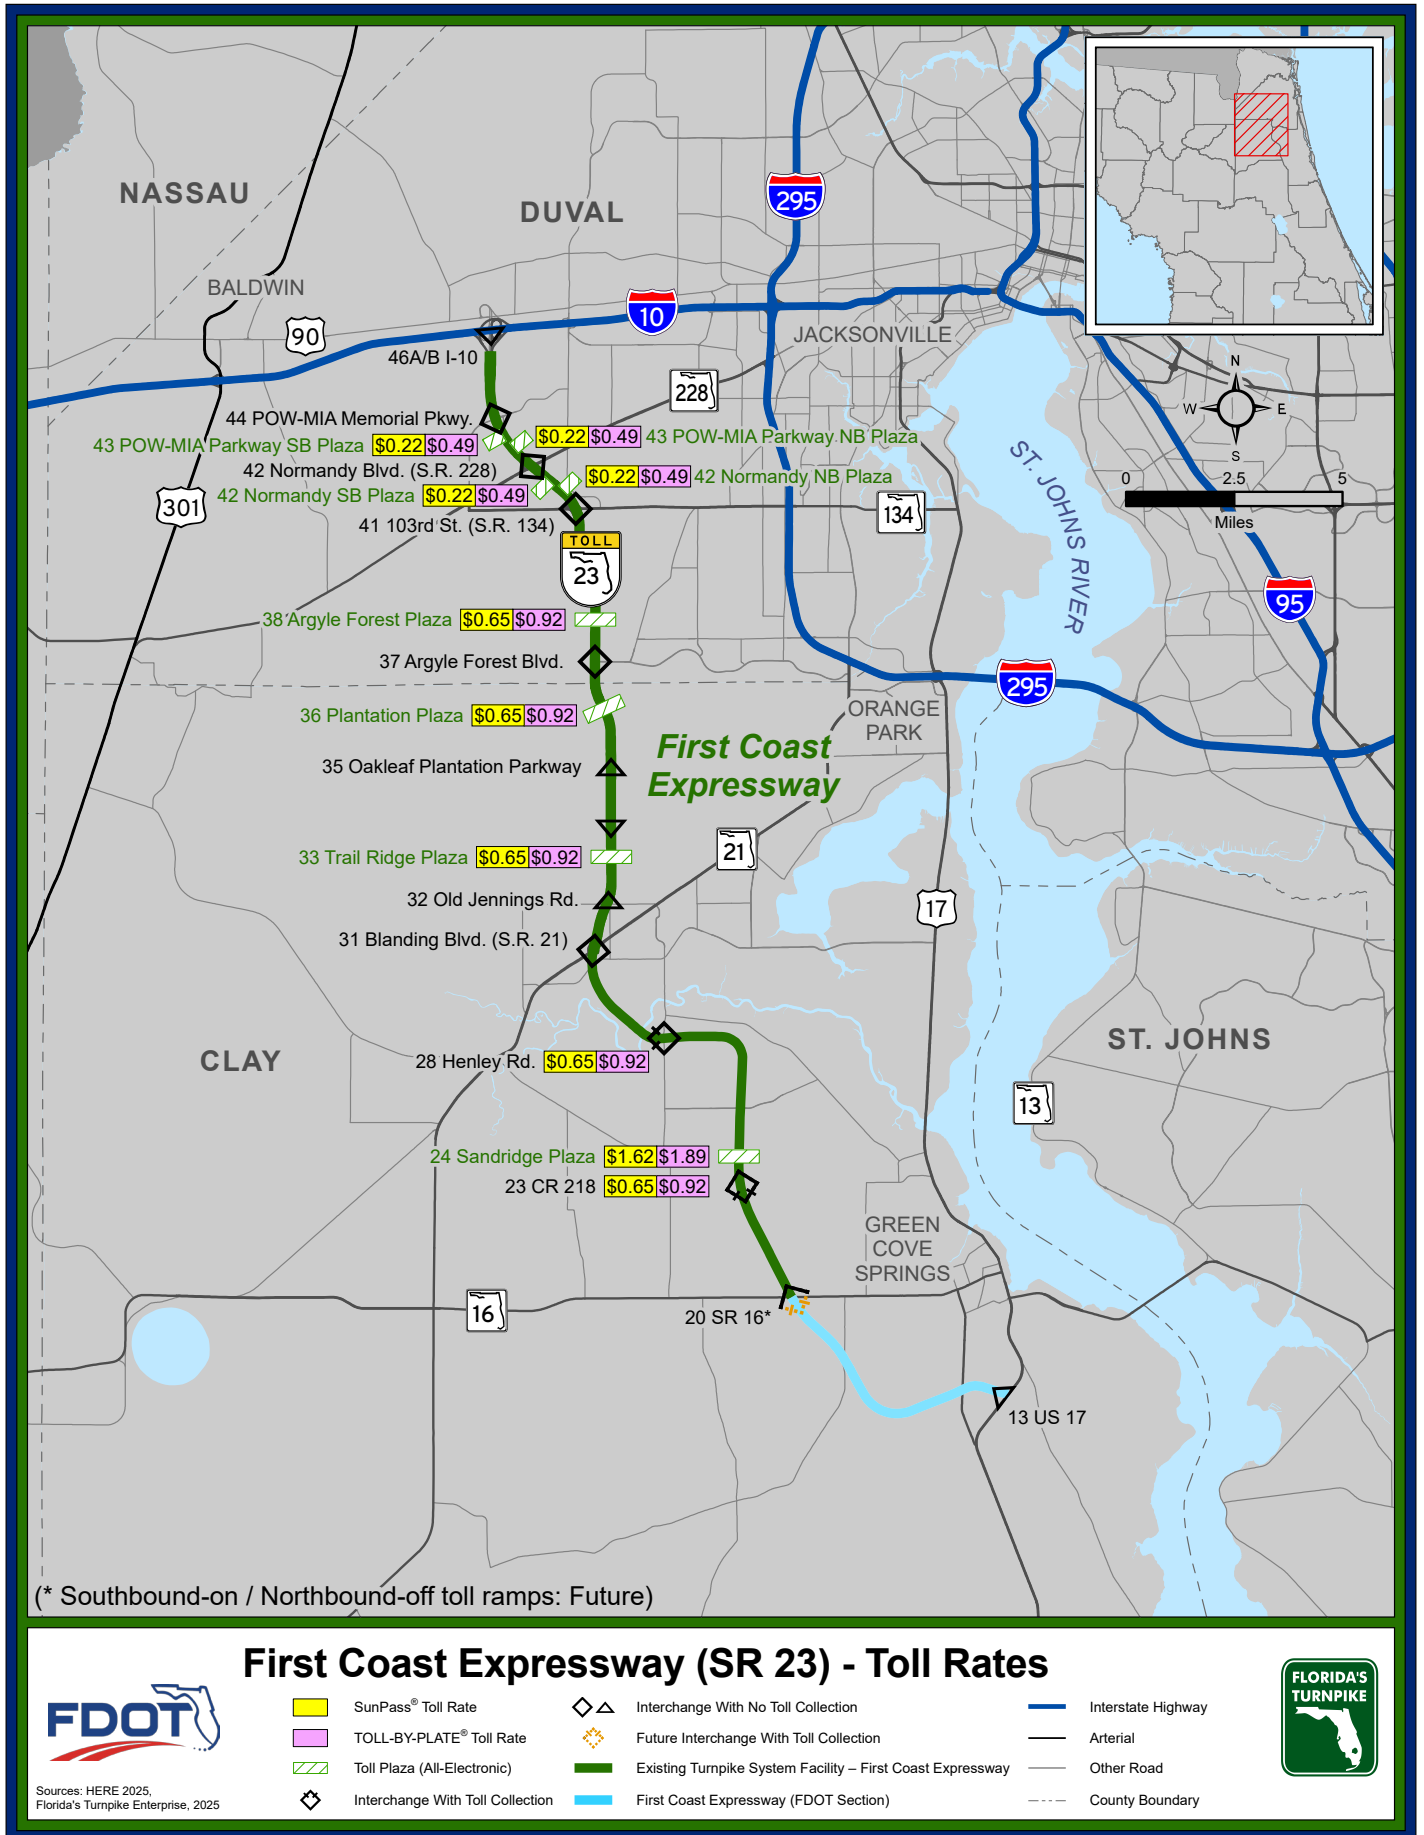 NASSAU
DUVAL
295
BALDWIN
90
10
JACKSONVILLE
46A/B I-10
228
N
W
E
S
44 POW-MIA Memorial Pkwy.
43 POW-MIA Parkway SB Plaza $0.22 $0.49
$0.22 $0.49 43 POW-MIA Parkway NB Plaza
42 Normandy Blvd. (S.R. 228)
$0.22 $0.49 42 Normandy NB Plaza
42 Normandy SB Plaza $0.22 $0.49
301
41 103rd St. (S.R. 134)
134
0 2.5 5
Miles
ST. JOHNS RIVER
TOLL
23
95
38 Argyle Forest Plaza $0.65 $0.92
37 Argyle Forest Blvd.
295
36 Plantation Plaza $0.65 $0.92
ORANGE
PARK
First Coast
Expressway
35 Oakleaf Plantation Parkway
33 Trail Ridge Plaza $0.65 $0.92
21
32 Old Jennings Rd.
17
31 Blanding Blvd. (S.R. 21)
CLAY
ST. JOHNS
28 Henley Rd. $0.65 $0.92
13
24 Sandridge Plaza $1.62 $1.89
23 CR 218 $0.65 $0.92
GREEN
COVE
SPRINGS
16
20 SR 16*
13 US 17
(* Southbound-on / Northbound-off toll ramps: Future)
First Coast Expressway (SR 23) - Toll Rates
FDOT
Sources: HERE 2025,
Florida's Turnpike Enterprise, 2025
SunPass® Toll Rate
TOLL-BY-PLATE® Toll Rate
Toll Plaza (All-Electronic)
Interchange With Toll Collection
Interchange With No Toll Collection
Future Interchange With Toll Collection
Existing Turnpike System Facility – First Coast Expressway
First Coast Expressway (FDOT Section)
Interstate Highway
Arterial
Other Road
County Boundary
FLORIDA'S
TURNPIKE